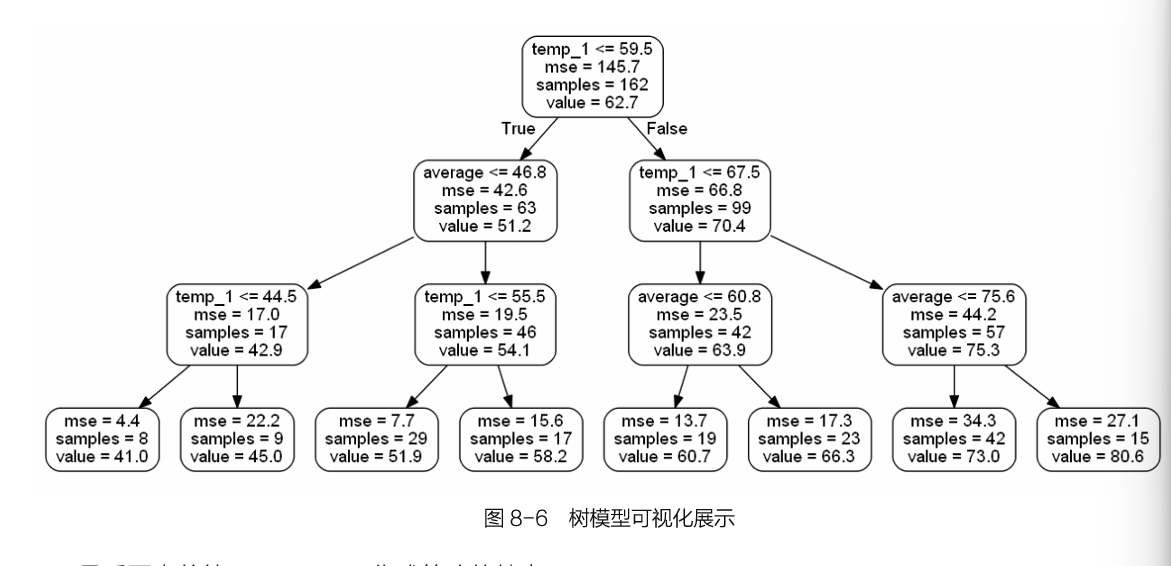 temp_1 <= 59.5
mse = 145.7
samples = 162
value = 62.7
True
False
average <= 46.8
mse = 42.6
samples = 63
value = 51.2
temp_1 <= 67.5
mse = 66.8
samples = 99
value = 70.4
temp_1 <= 44.5
mse = 17.0
samples = 17
value = 42.9
temp_1 <= 55.5
mse = 19.5
samples = 46
value = 54.1
average <= 60.8
mse = 23.5
samples = 42
value = 63.9
average <= 75.6
mse = 44.2
samples = 57
value = 75.3
mse = 4.4
samples = 8
value = 41.0
mse = 22.2
samples = 9
value = 45.0
mse = 7.7
samples = 29
value = 51.9
mse = 15.6
samples = 17
value = 58.2
mse = 13.7
samples = 19
value = 60.7
mse = 17.3
samples = 23
value = 66.3
mse = 34.3
samples = 42
value = 73.0
mse = 27.1
samples = 15
value = 80.6
图 8-6 树模型可视化展示